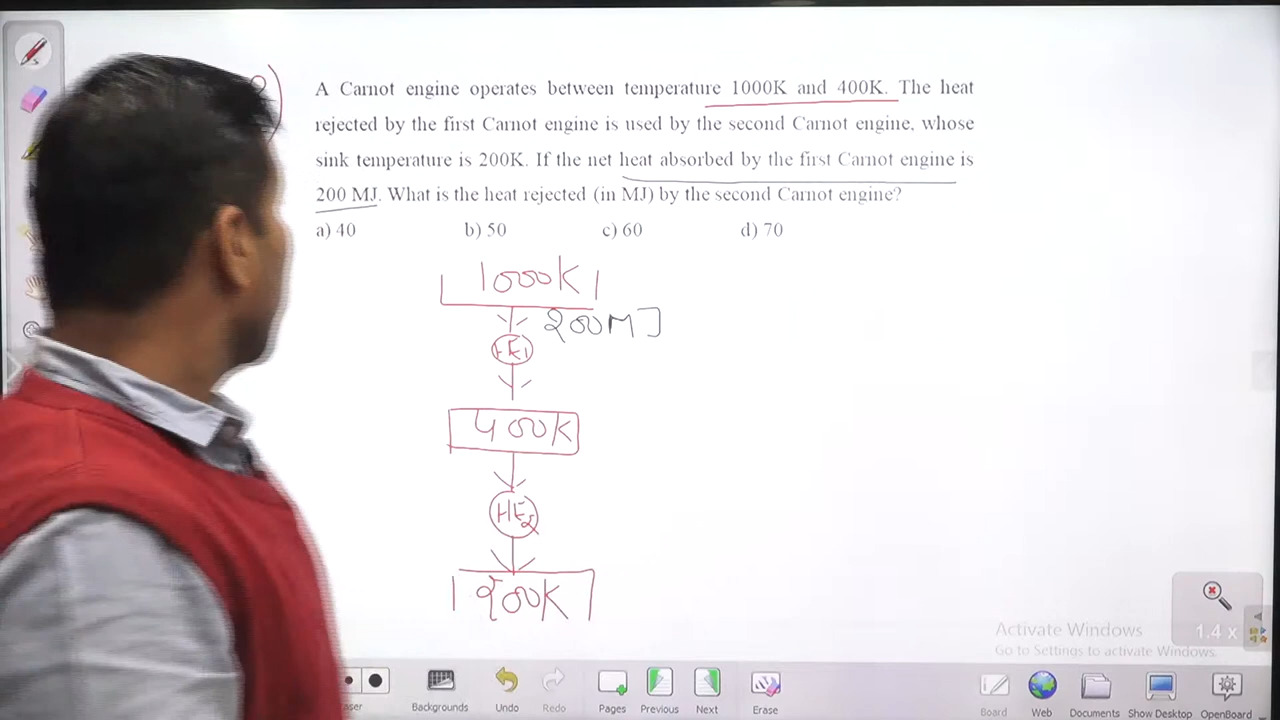 A Carnot engine operates between temperature 1000K and 400K. The heat
rejected by the first Carnot engine is used by the second Carnot engine, whose
sink temperature is 200K. If the net heat absorbed by the first Carnot engine is
200 MJ. What is the heat rejected (in MJ) by the second Carnot engine?
a) 40 b) 50 c) 60 d) 70
1000K
200MJ
HE1
400K
HE2
200K
Activate Windows
1.4 x
Go to Settings to activate Windows.
Backgrounds Undo Redo Pages Previous Next Erase Board Web Documents Show Desktop OpenBoard